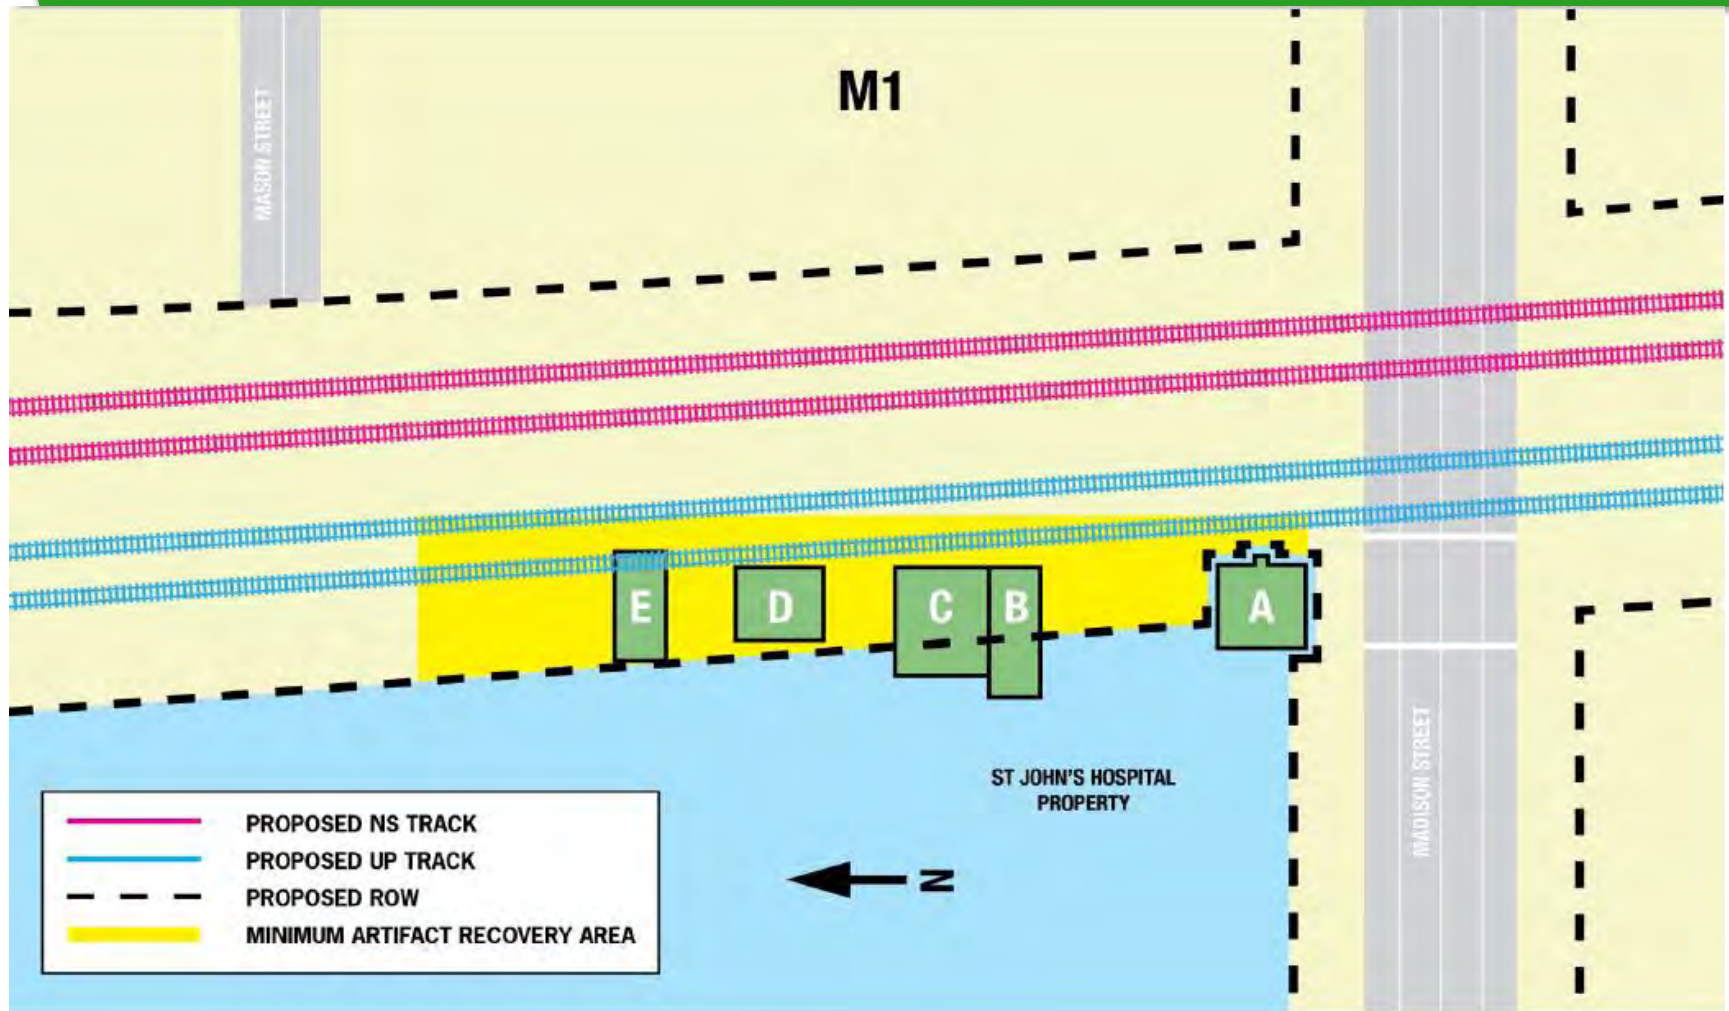 M1
MASON STREET
E
D
C
B
A
MADISON STREET
ST JOHN'S HOSPITAL
PROPERTY
N
PROPOSED NS TRACK
PROPOSED UP TRACK
PROPOSED ROW
MINIMUM ARTIFACT RECOVERY AREA